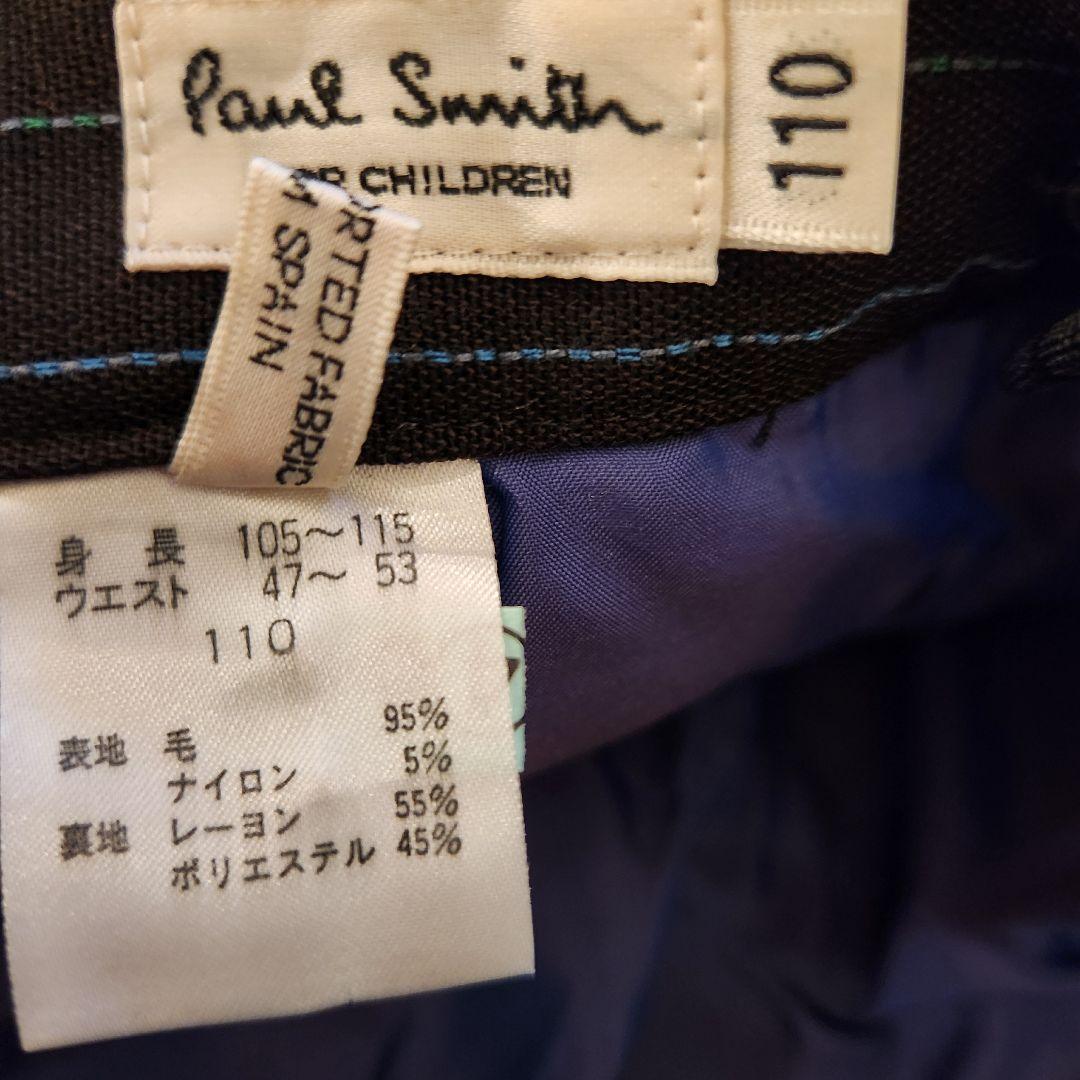 Paul Smith
OR CHILDREN
110
ORTED FABRIC
M SPAIN
身長 105～115
ウエスト 47～ 53
110
表地 毛 95%
ナイロン 5%
裏地 レーヨン 55%
ポリエステル 45%